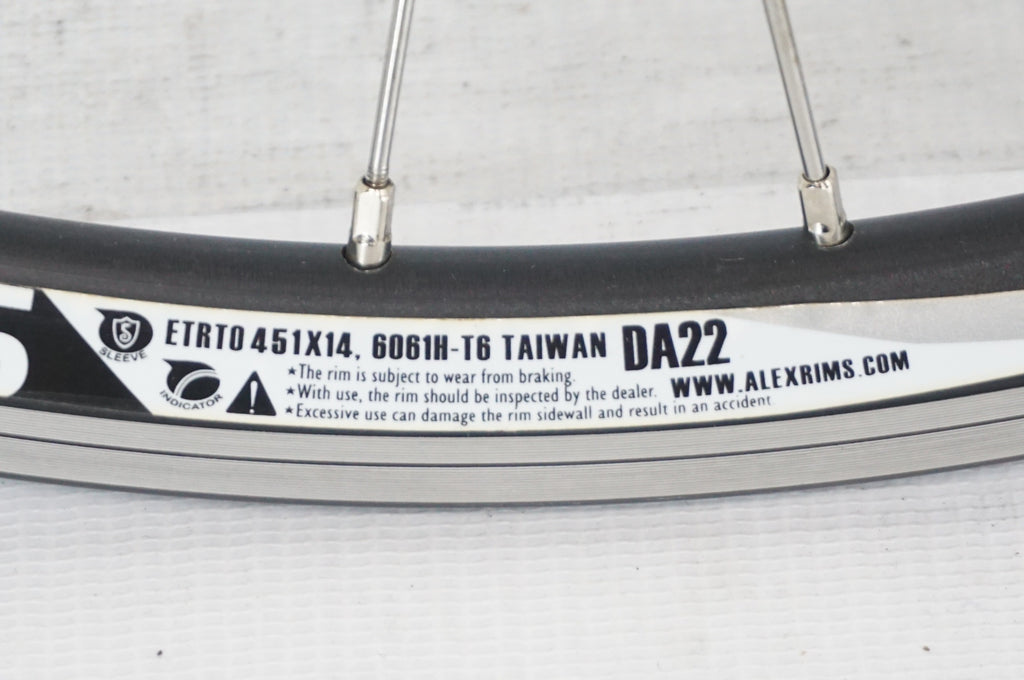 S
SLEEVE
ETRTO 451X14, 6061H-T6 TAIWAN DA22
INDICATOR
★The rim is subject to wear from braking.
★With use, the rim should be inspected by the dealer.
★Excessive use can damage the rim sidewall and result in an accident.
WWW.ALEXRIMS.COM